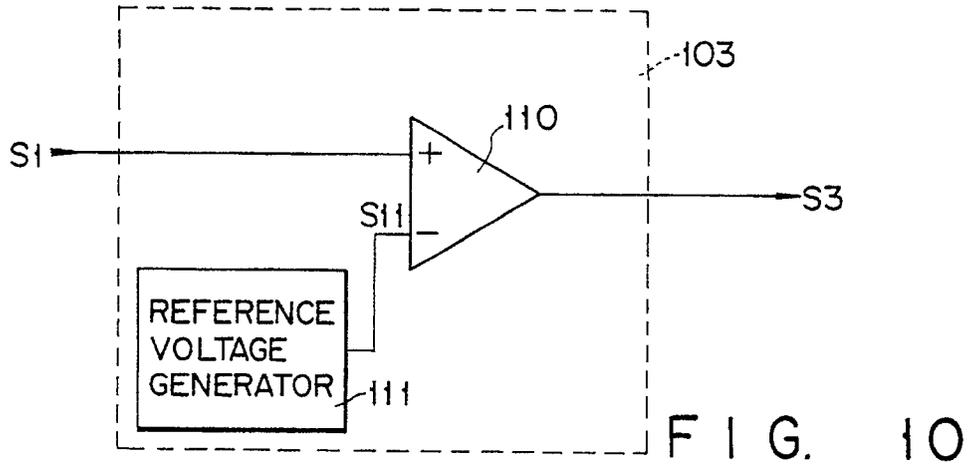 103
110
S1
+
S3
S11
−
REFERENCE
VOLTAGE
GENERATOR
111
FIG. 10